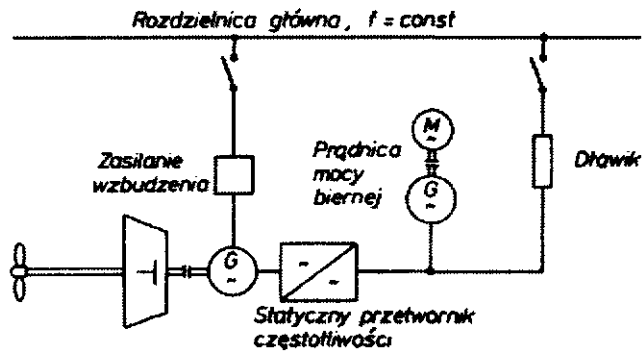 Rozdzielnica główna, f = const
Zasilanie
wzbudzenia
M
~
Prądnica
mocy
biernej
G
~
Dławik
G
~
~
~
Statyczny przetwornik
częstotliwości